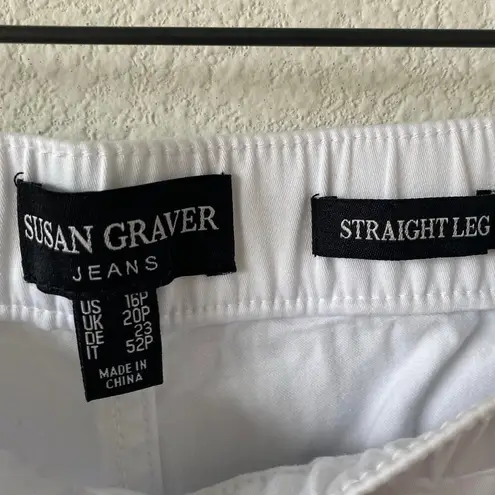 SUSAN GRAVER
JEANS
STRAIGHT LEG
US 16P
UK 20P
DE 23
IT 52P
MADE IN
CHINA